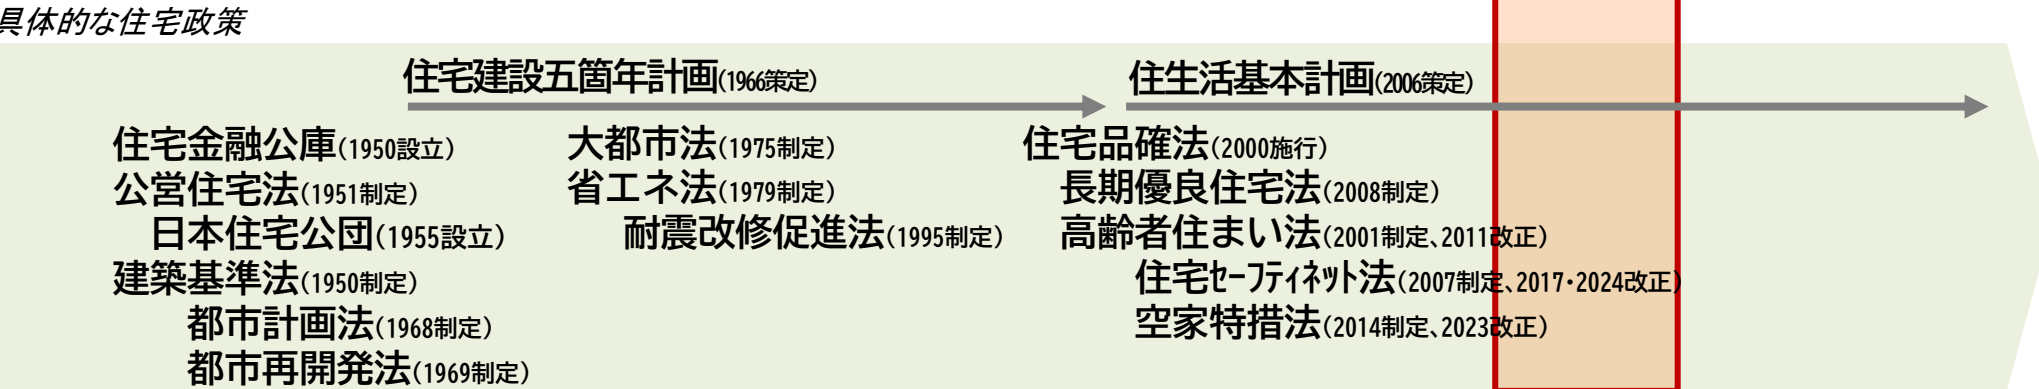 具体的な住宅政策
住宅建設五箇年計画(1966策定)
住生活基本計画(2006策定)
住宅金融公庫(1950設立)
公営住宅法(1951制定)
日本住宅公団(1955設立)
建築基準法(1950制定)
都市計画法(1968制定)
都市再開発法(1969制定)
大都市法(1975制定)
省エネ法(1979制定)
耐震改修促進法(1995制定)
住宅品確法(2000施行)
長期優良住宅法(2008制定)
高齢者住まい法(2001制定、2011改正)
住宅ｾｰﾌﾃｨﾈｯﾄ法(2007制定、2017・2024改正)
空家特措法(2014制定、2023改正)